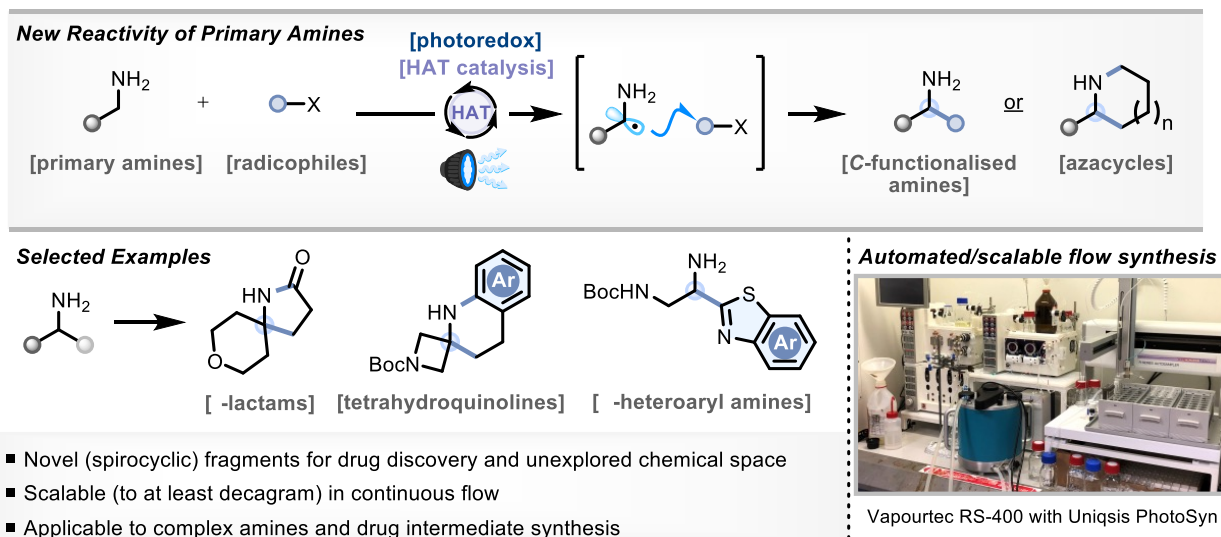 New Reactivity of Primary Amines
[photoredox]
[HAT catalysis]
NH2
+
X
HAT
NH2
X
NH2
or
HN
n
[primary amines]
[radicophiles]
[C-functionalised
amines]
[azacycles]
Selected Examples
NH2
O
HN
O
Ar
HN
BocN
NH2
BocHN
S
N
Ar
[ -lactams]
[tetrahydroquinolines]
[ -heteroaryl amines]
Automated/scalable flow synthesis
Vapourtec RS-400 with Uniqsis PhotoSyn
▪ Novel (spirocyclic) fragments for drug discovery and unexplored chemical space
▪ Scalable (to at least decagram) in continuous flow
▪ Applicable to complex amines and drug intermediate synthesis